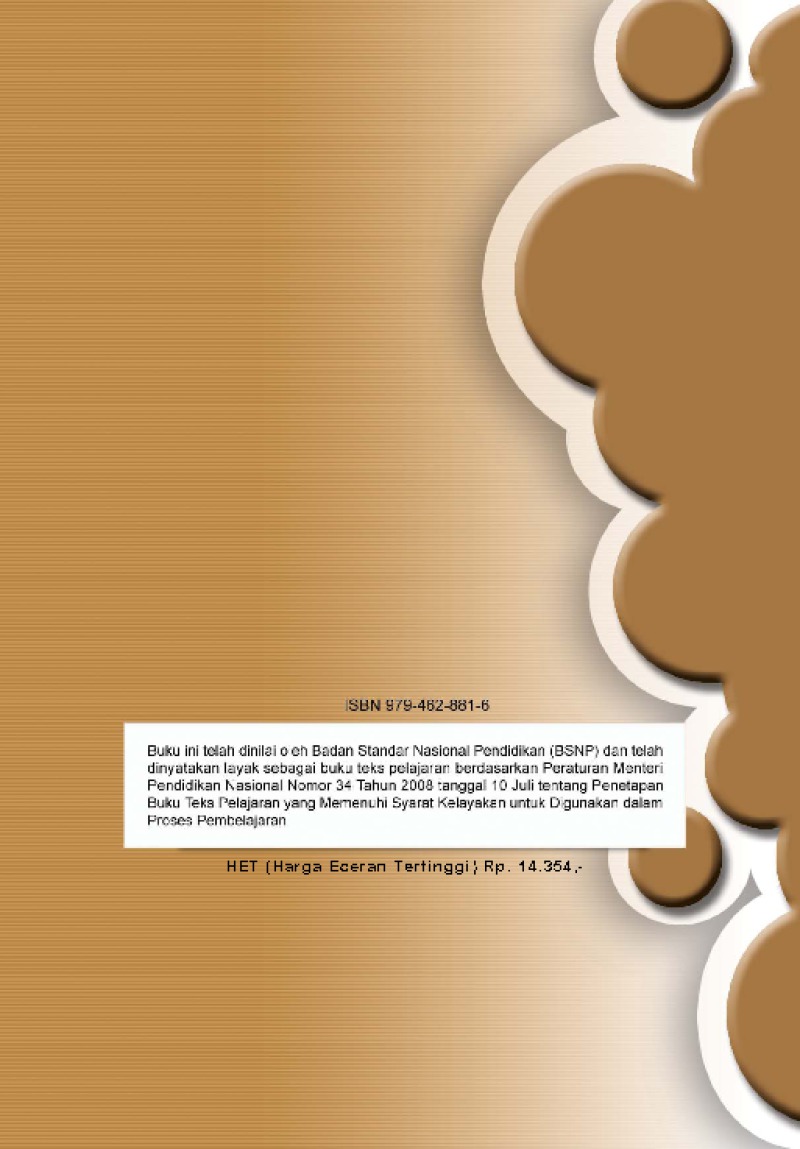 ISBN 979-462-881-6
Buku ini telah dinilai oleh Badan Standar Nasional Pendidikan (BSNP) dan telah
dinyatakan layak sebagai buku teks pelajaran berdasarkan Peraturan Menteri
Pendidikan Nasional Nomor 34 Tahun 2008 tanggal 10 Juli tentang Penetapan
Buku Teks Pelajaran yang Memenuhi Syarat Kelayakan untuk Digunakan dalam
Proses Pembelajaran
HET (Harga Eceran Tertinggi) Rp. 14.354,-